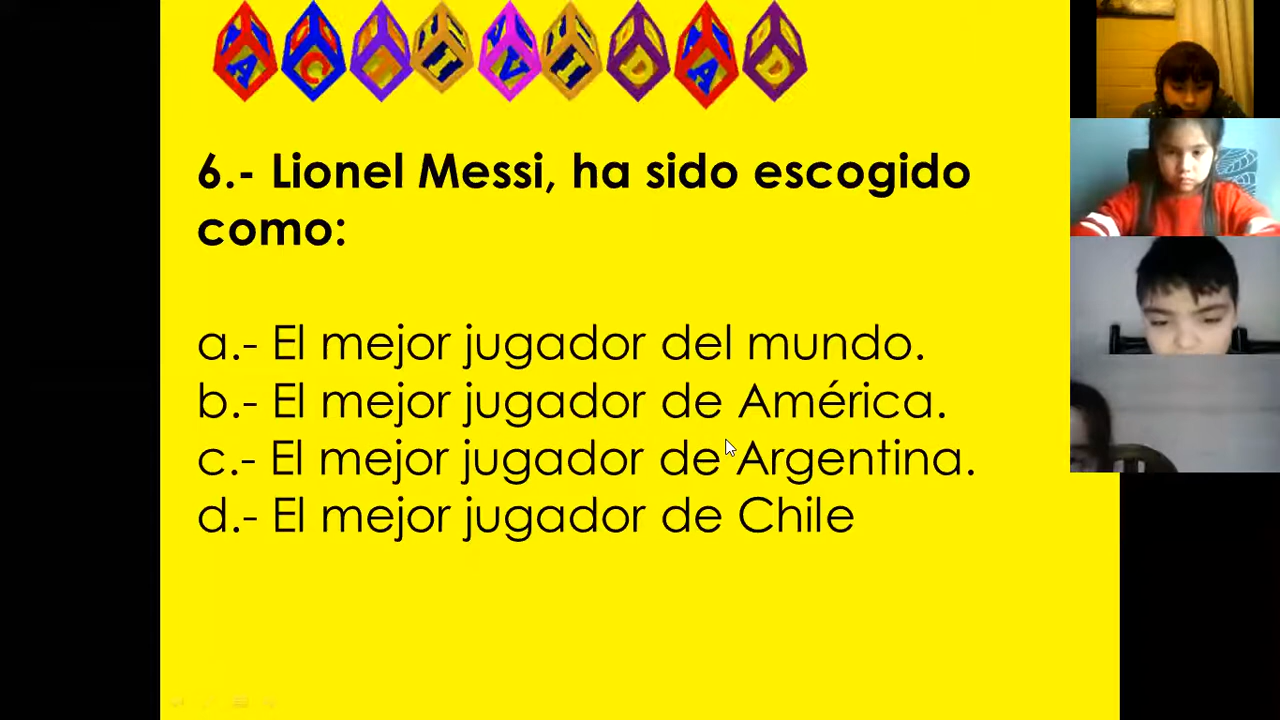 ACTIVIDAD
6.- Lionel Messi, ha sido escogido
como:
a.- El mejor jugador del mundo.
b.- El mejor jugador de América.
c.- El mejor jugador de Argentina.
d.- El mejor jugador de Chile